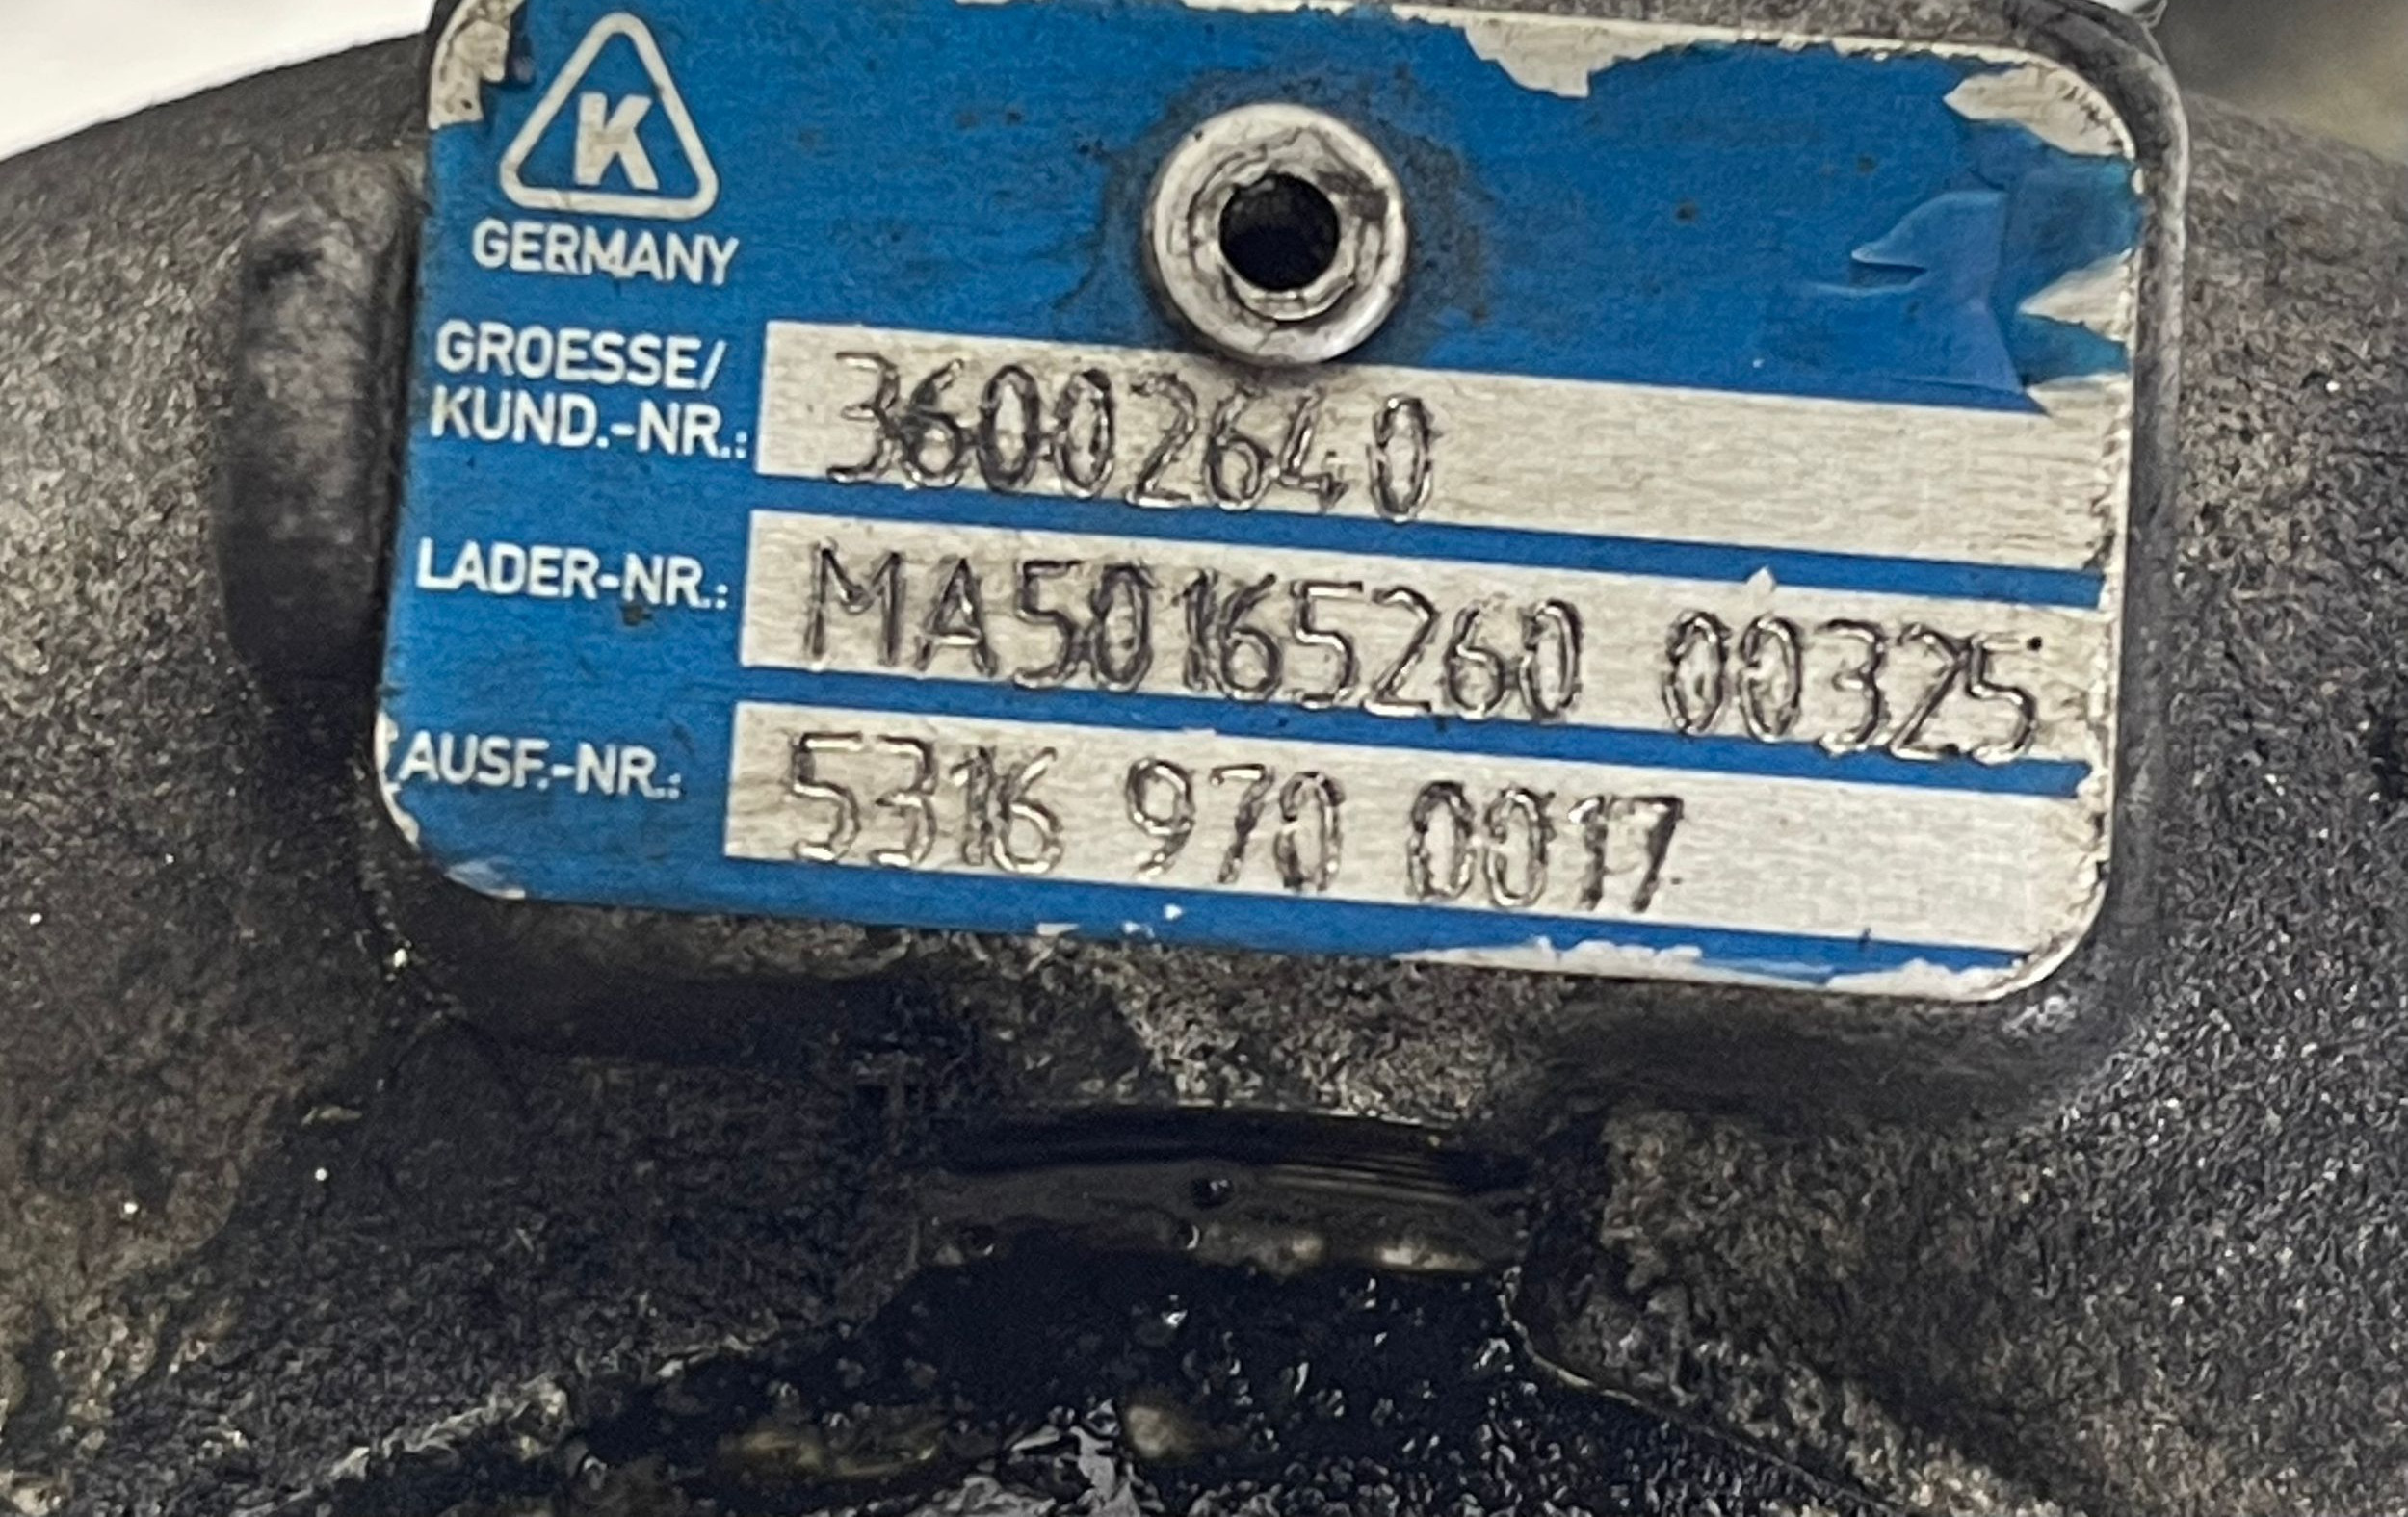 K
GERMANY
GROESSE/
KUND.-NR.: 36002640
LADER-NR.: MA50165260 00325
AUSF.-NR.: 5316 970 0017